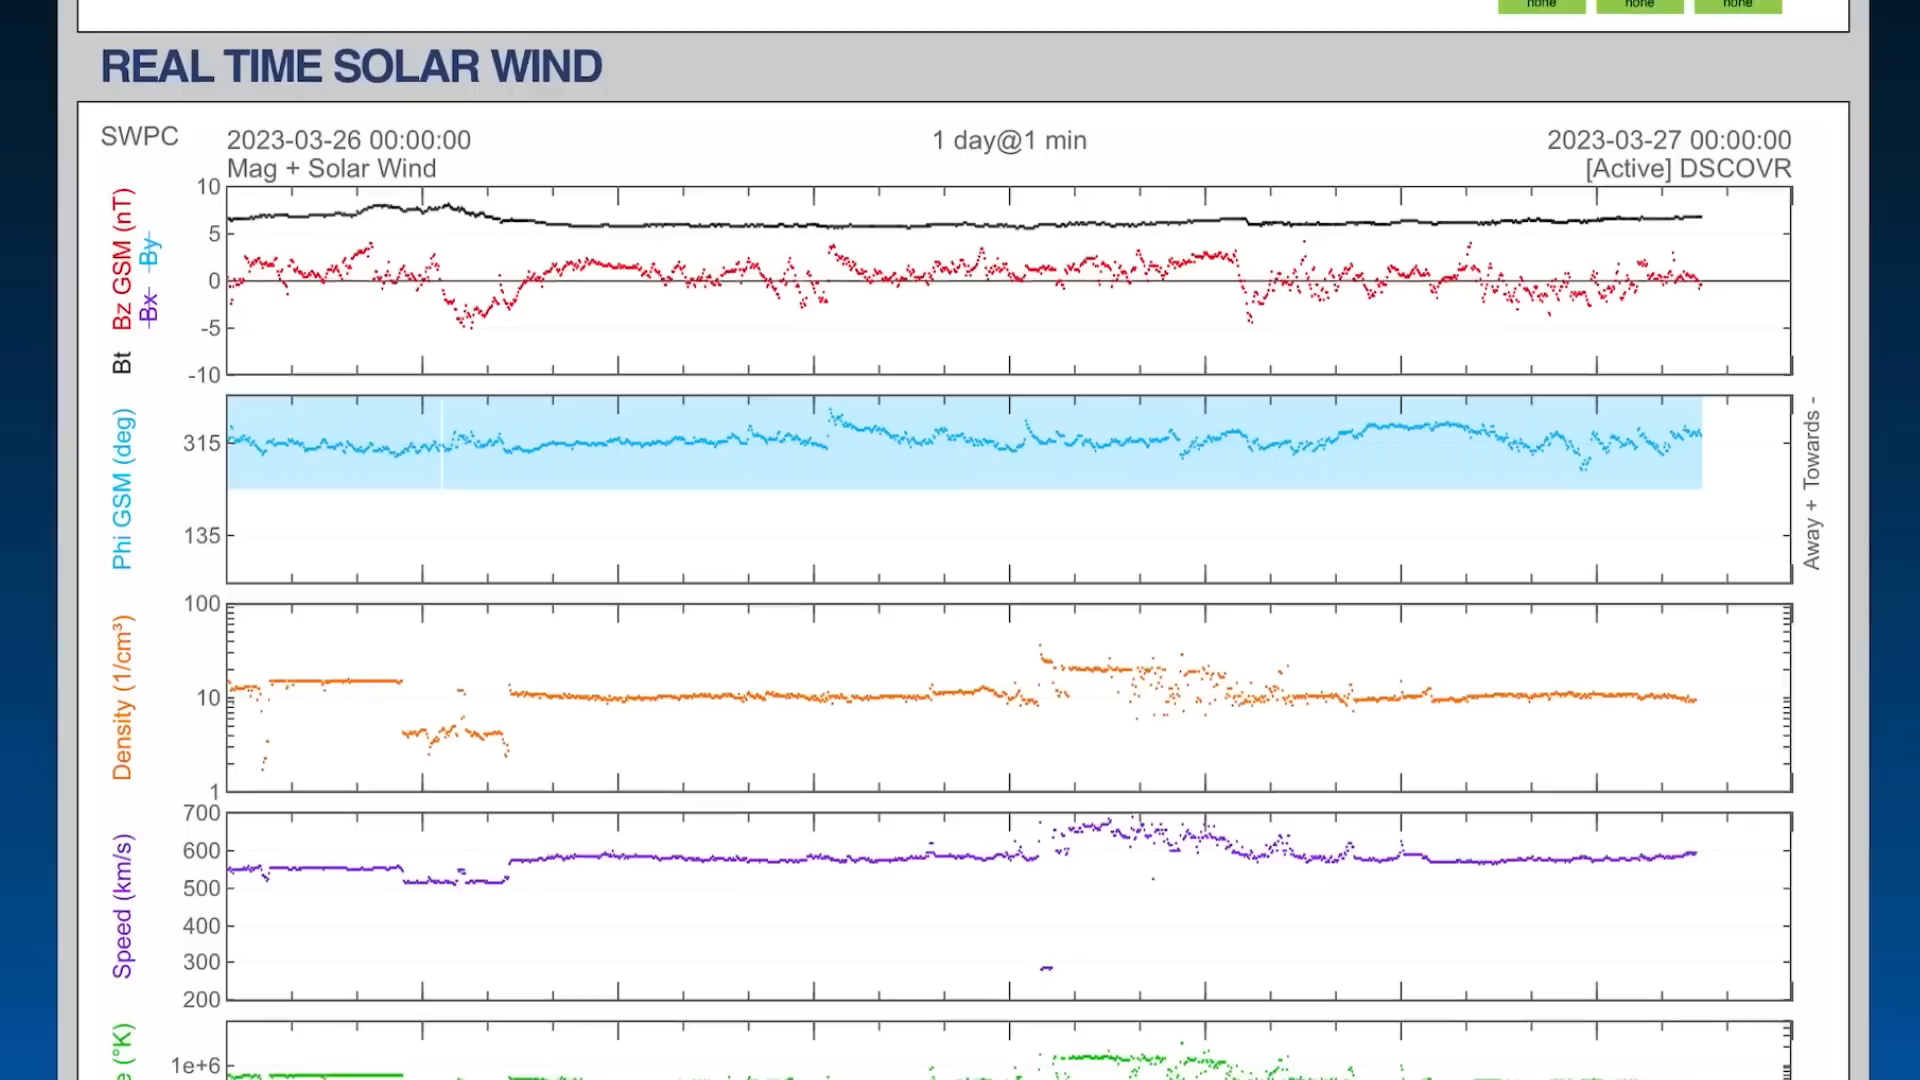 none none none
REAL TIME SOLAR WIND
SWPC 2023-03-26 00:00:00 1 day@1 min 2023-03-27 00:00:00
Mag + Solar Wind [Active] DSCOVR
Bt Bz GSM (nT)
Bx By
10
5
0
-5
-10
Phi GSM (deg)
315
135
Away + Towards -
Density (1/cm³)
100
10
1
Speed (km/s)
700
600
500
400
300
200
(°K)
1e+6